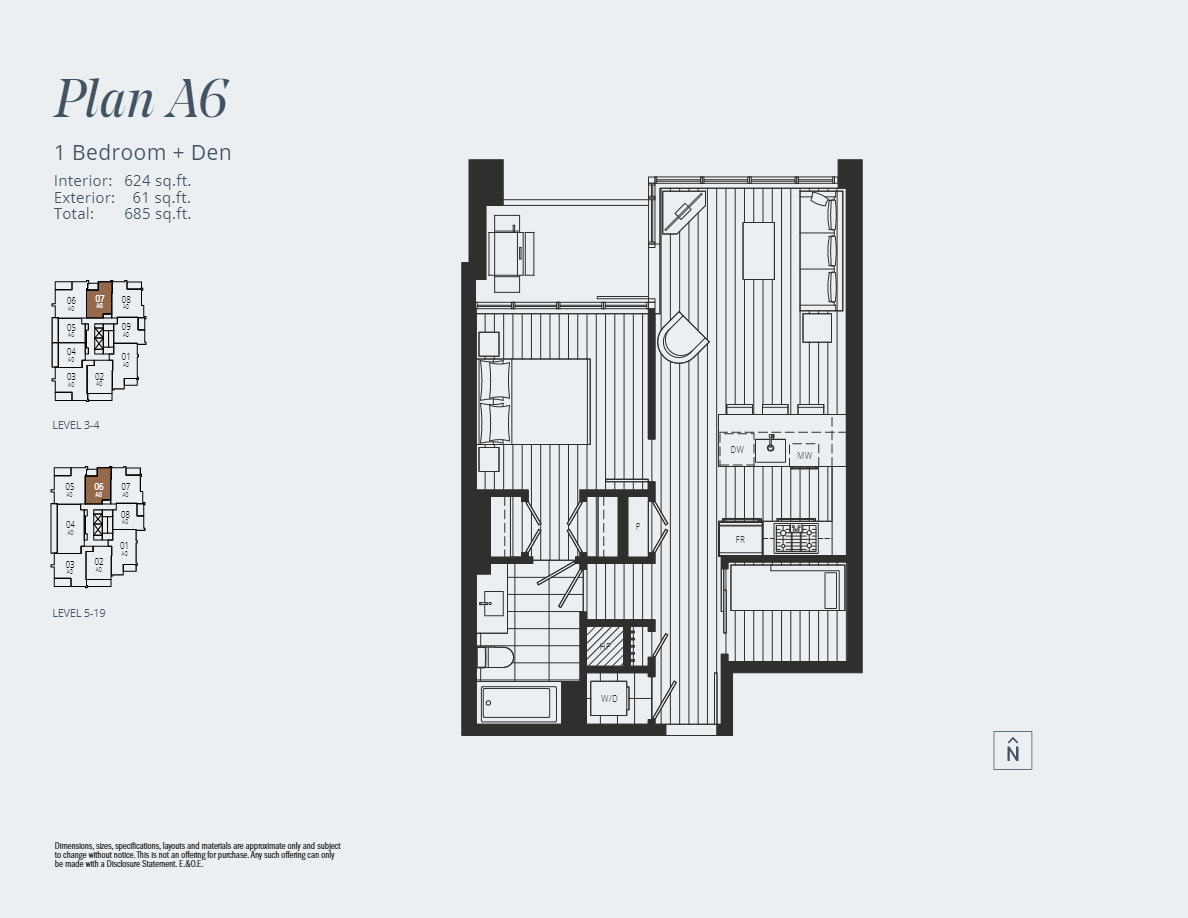 Plan A6
1 Bedroom + Den
Interior: 624 sq.ft.
Exterior: 61 sq.ft.
Total: 685 sq.ft.
06 A0
07 A0
08 A0
05 A0
09 A0
04 A0
01 A0
03 A0
02 A0
LEVEL 3-4
05 A0
06 A0
07 A0
04 A0
08 A0
01 A0
03 A0
02 A0
LEVEL 5-19
DW
MW
P
FR
HP
W/D
N
Dimensions, sizes, specifications, layouts and materials are approximate only and subject
to change without notice. This is not an offering for purchase. Any such offering can only
be made with a Disclosure Statement. E.&O.E.